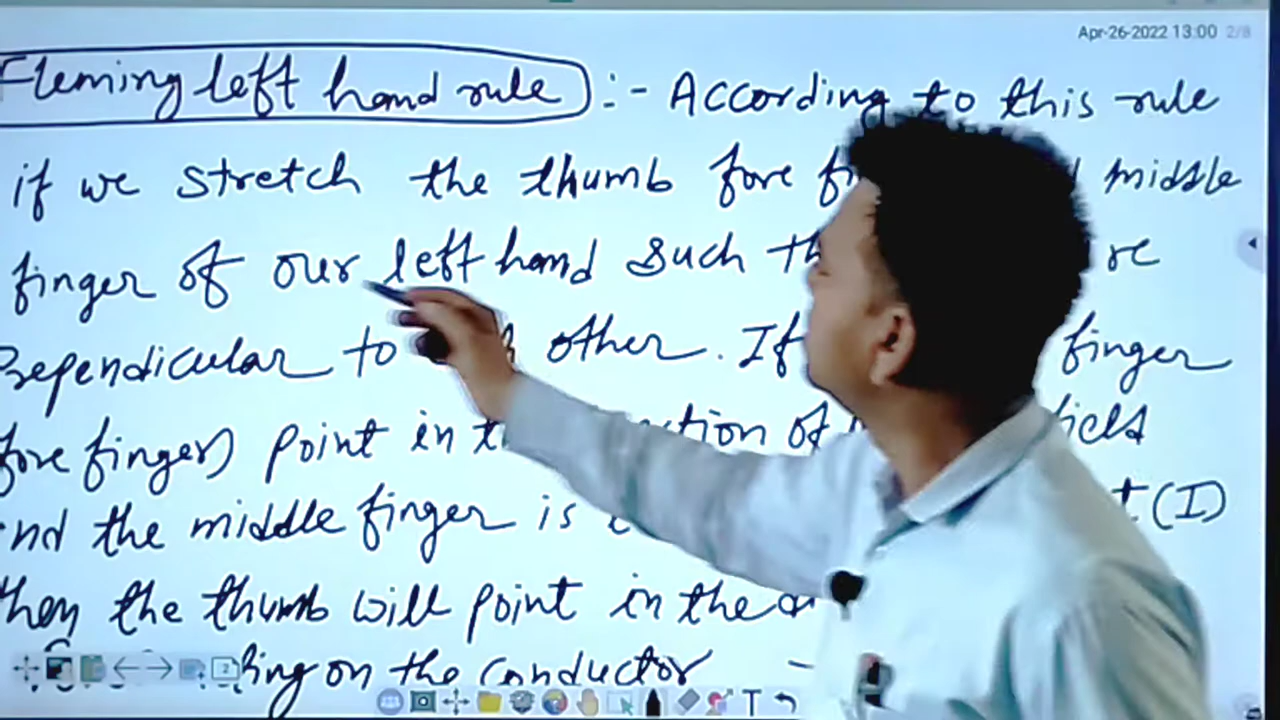 Apr-26-2022 13:00 2/8
Fleming left hand rule :- According to this rule
if we stretch the thumb fore middle
finger of our left hand such
Perpendicular to other. If finger
fore finger) point in of
and the middle finger is (I)
then the thumb will point in the
on the conductor -